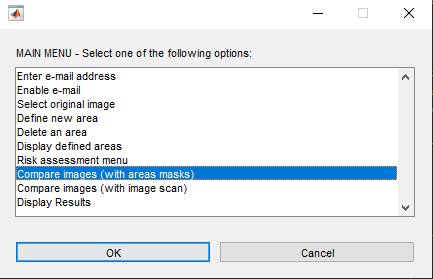 MAIN MENU - Select one of the following options:
Enter e-mail address
Enable e-mail
Select original image
Define new area
Delete an area
Display defined areas
Risk assessment menu
Compare images (with areas masks)
Compare images (with image scan)
Display Results
OK
Cancel